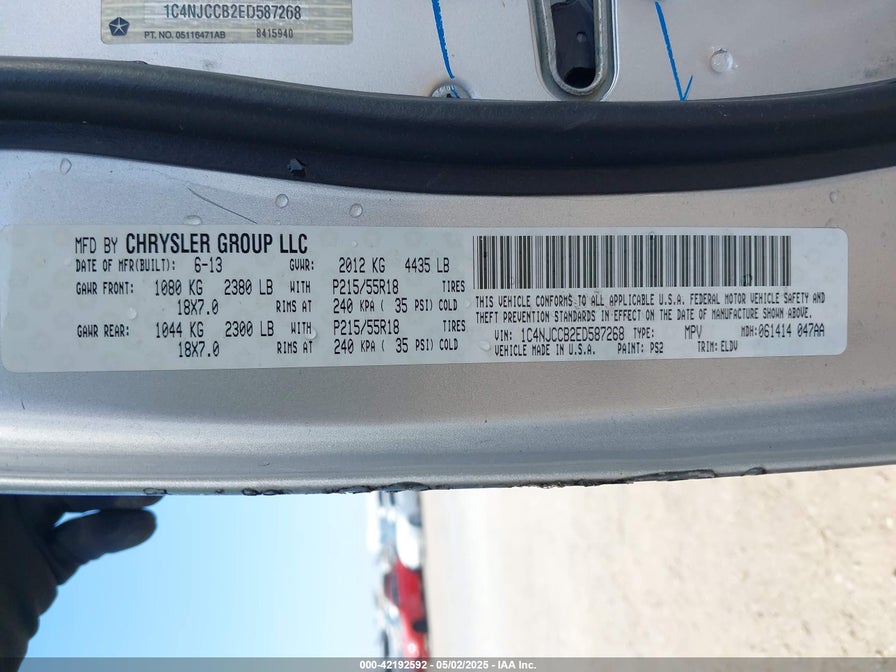 1C4NJCCB2ED587268
PT. NO. 05116471AB 8415940
MFD BY CHRYSLER GROUP LLC
DATE OF MFR(BUILT): 6-13 GVWR: 2012 KG 4435 LB
GAWR FRONT: 1080 KG 2380 LB WITH P215/55R18 TIRES
18X7.0 RIMS AT 240 KPA ( 35 PSI) COLD
GAWR REAR: 1044 KG 2300 LB WITH P215/55R18 TIRES
18X7.0 RIMS AT 240 KPA ( 35 PSI) COLD
THIS VEHICLE CONFORMS TO ALL APPLICABLE U.S.A. FEDERAL MOTOR VEHICLE SAFETY AND
THEFT PREVENTION STANDARDS IN EFFECT ON THE DATE OF MANUFACTURE SHOWN ABOVE.
VIN: 1C4NJCCB2ED587268 TYPE: MPV MDH: 061414 047AA
VEHICLE MADE IN U.S.A. PAINT: PS2 TRIM: ELDV
000-42192592 - 05/02/2025 - IAA Inc.